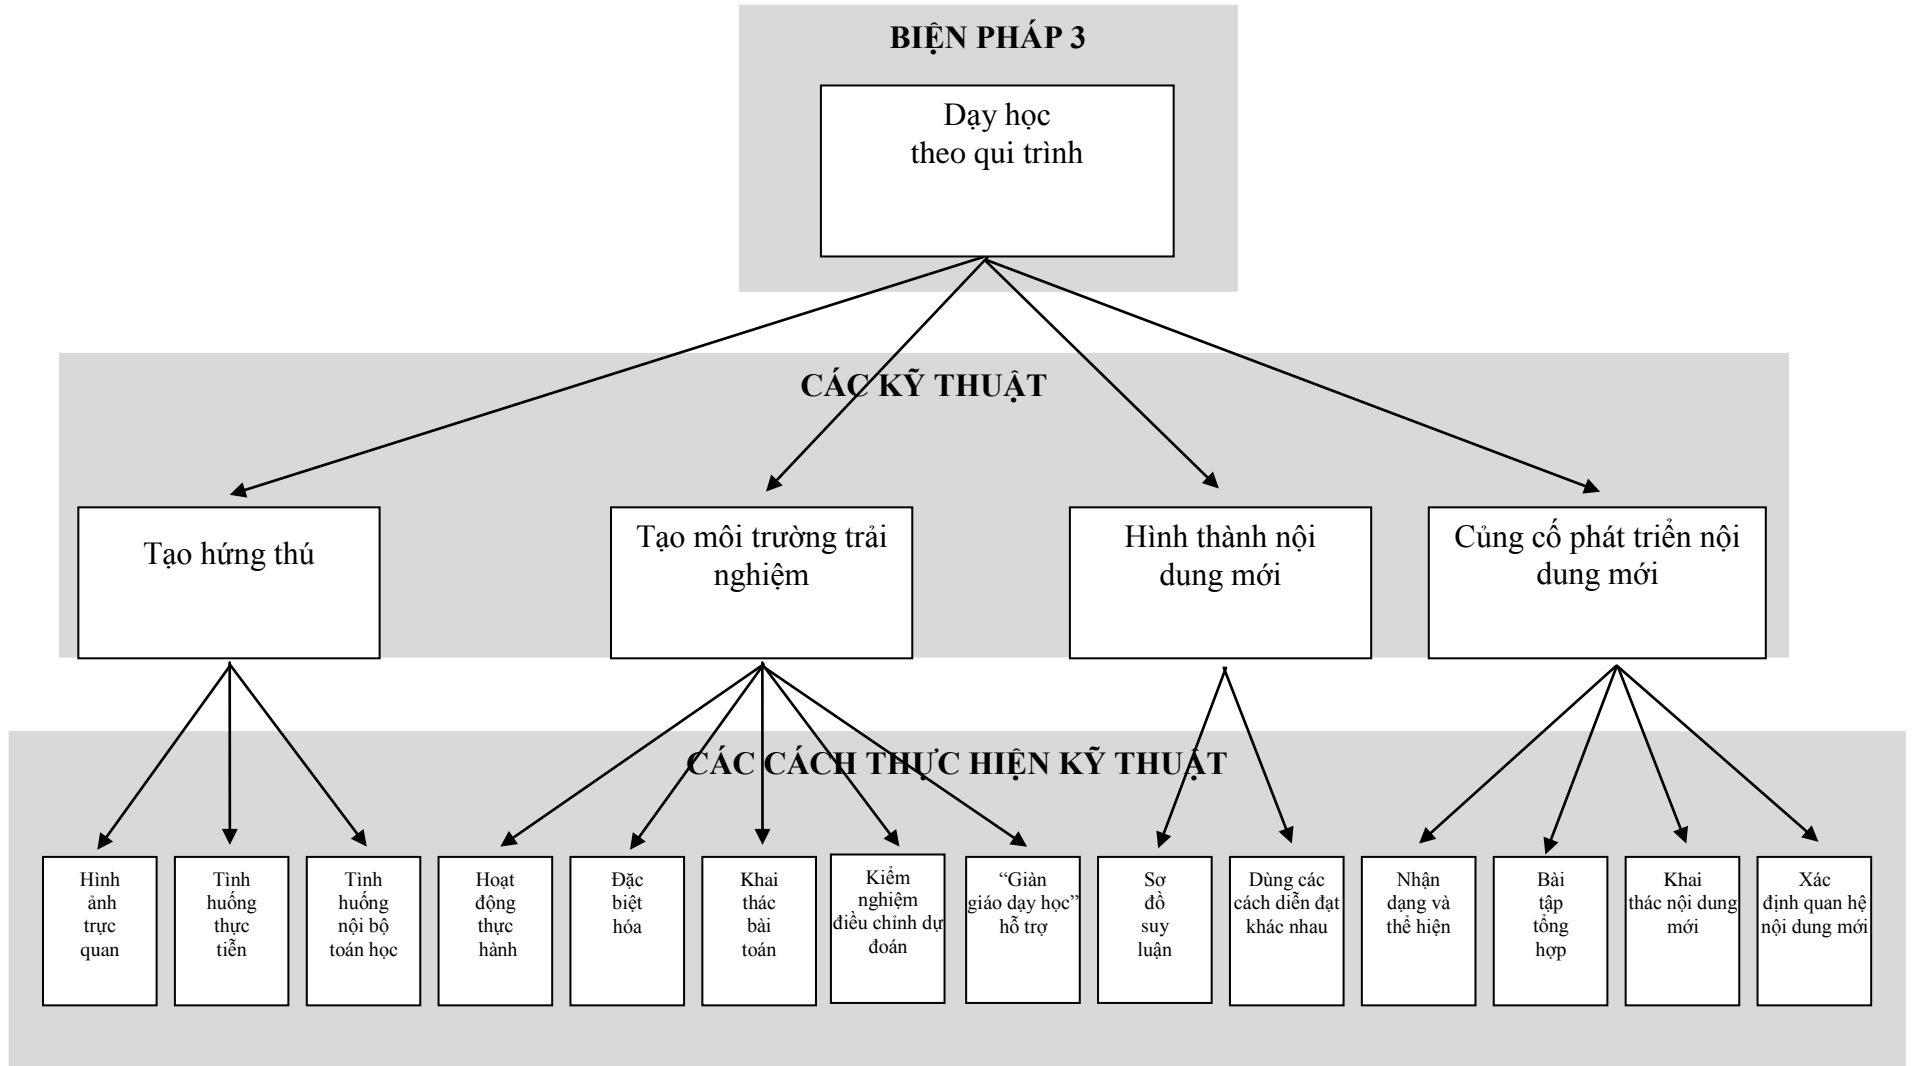 BIỆN PHÁP 3
Dạy học
theo qui trình
CÁC KỸ THUẬT
Tạo hứng thú
Tạo môi trường trải
nghiệm
Hình thành nội
dung mới
Củng cố phát triển nội
dung mới
CÁC CÁCH THỰC HIỆN KỸ THUẬT
Hình
ảnh
trực
quan
Tình
huống
thực
tiễn
Tình
huống
nội bộ
toán học
Hoạt
động
thực
hành
Đặc
biệt
hóa
Khai
thác
bài
toán
Kiểm
nghiệm
điều chỉnh dự
đoán
“Giàn
giáo dạy học”
hỗ trợ
Sơ
đồ
suy
luận
Dùng các
cách diễn đạt
khác nhau
Nhận
dạng và
thể hiện
Bài
tập
tổng
hợp
Khai
thác nội dung
mới
Xác
định quan hệ
nội dung mới